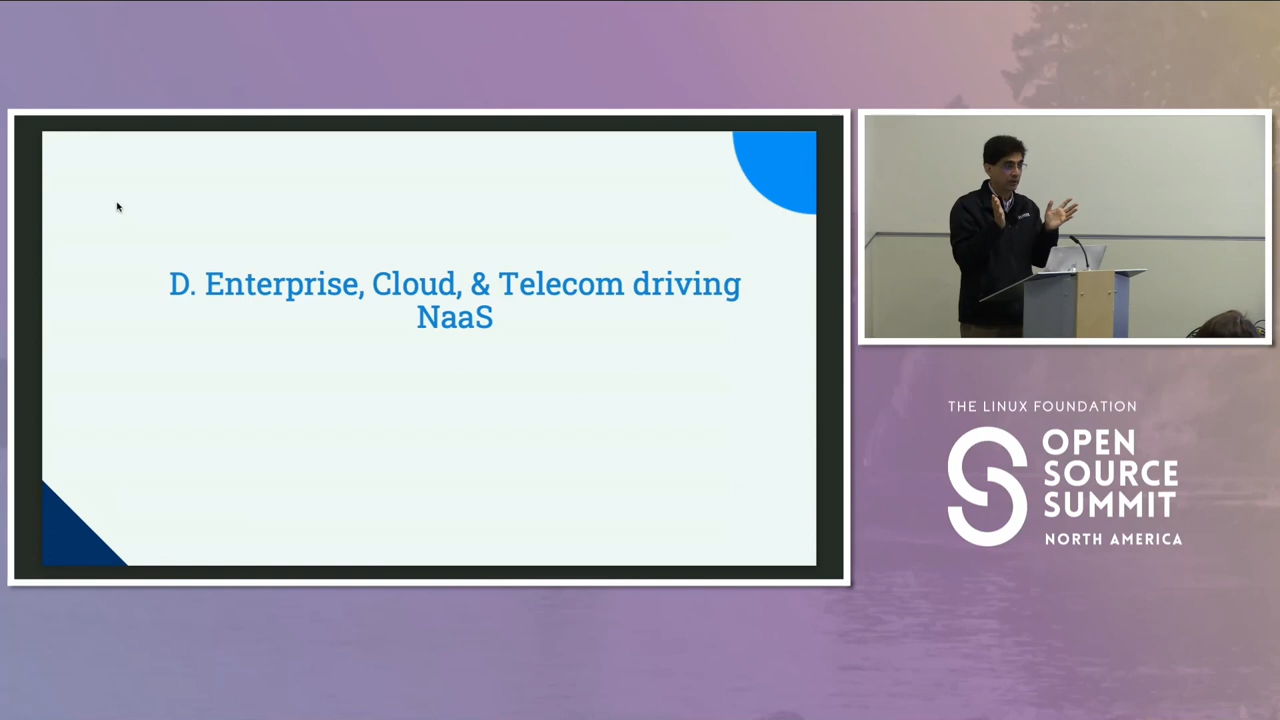 D. Enterprise, Cloud, & Telecom driving
NaaS
THE LINUX FOUNDATION
OPEN
SOURCE
SUMMIT
NORTH AMERICA